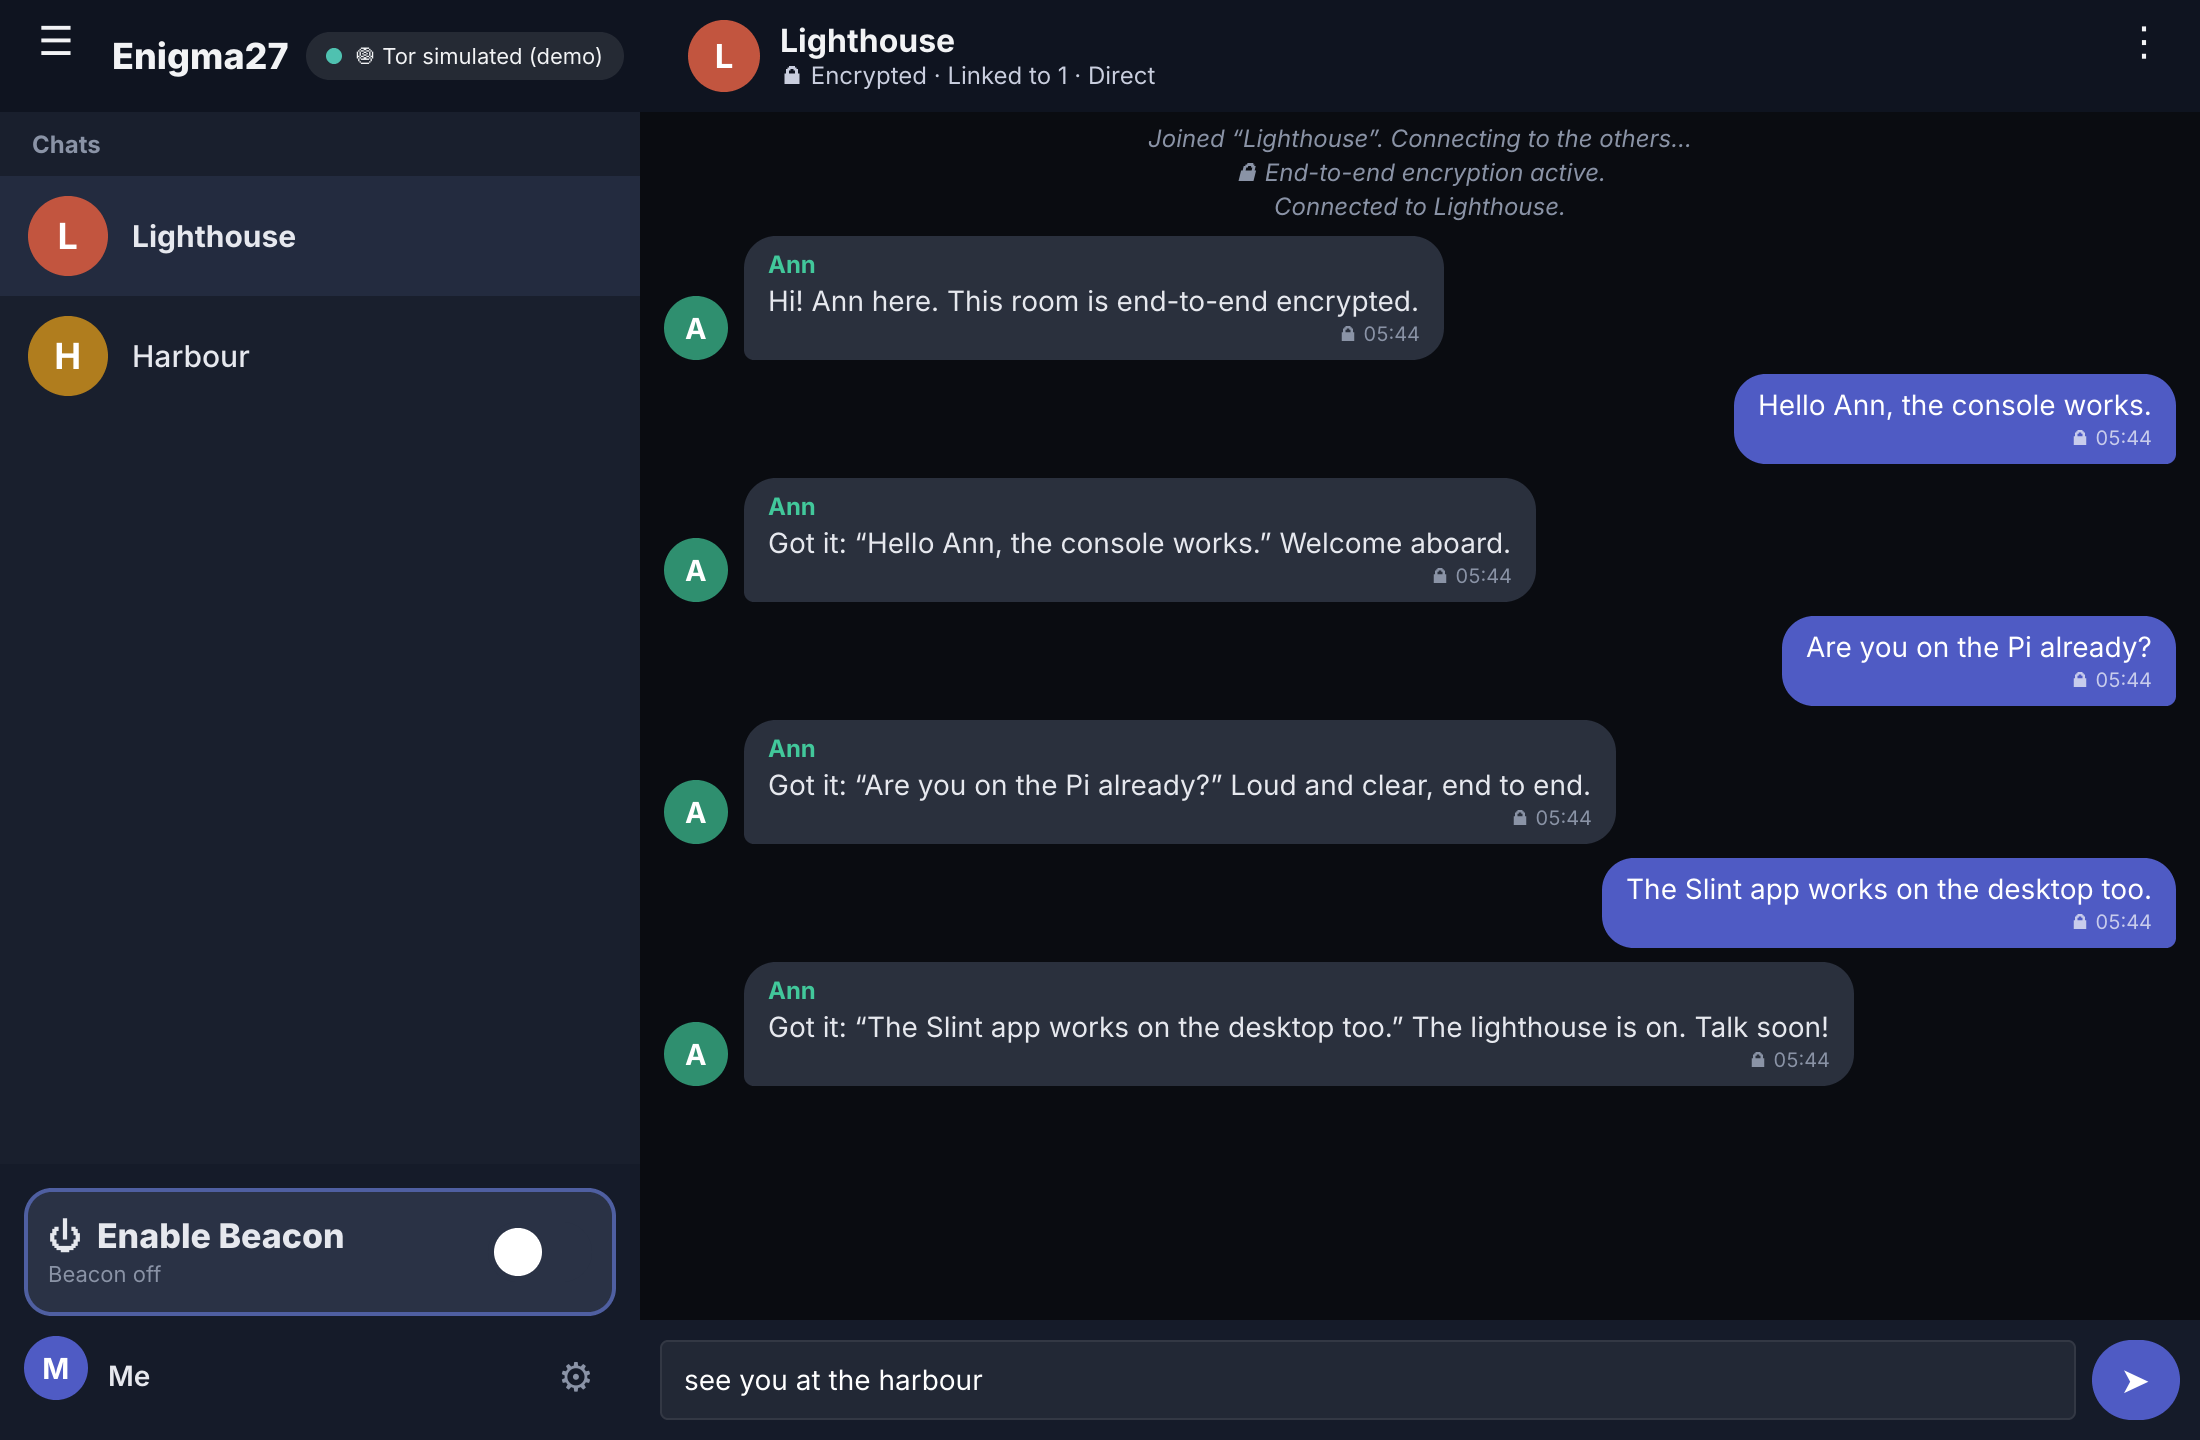 Enigma27
Tor simulated (demo)
Chats
L
Lighthouse
H
Harbour
Enable Beacon
Beacon off
M
Me
L
Lighthouse
Encrypted · Linked to 1 · Direct
Joined “Lighthouse”. Connecting to the others...
End-to-end encryption active.
Connected to Lighthouse.
Ann
Hi! Ann here. This room is end-to-end encrypted.
05:44
A
Hello Ann, the console works.
05:44
Ann
Got it: “Hello Ann, the console works.” Welcome aboard.
05:44
A
Are you on the Pi already?
05:44
Ann
Got it: “Are you on the Pi already?” Loud and clear, end to end.
05:44
A
The Slint app works on the desktop too.
05:44
Ann
Got it: “The Slint app works on the desktop too.” The lighthouse is on. Talk soon!
05:44
A
see you at the harbour